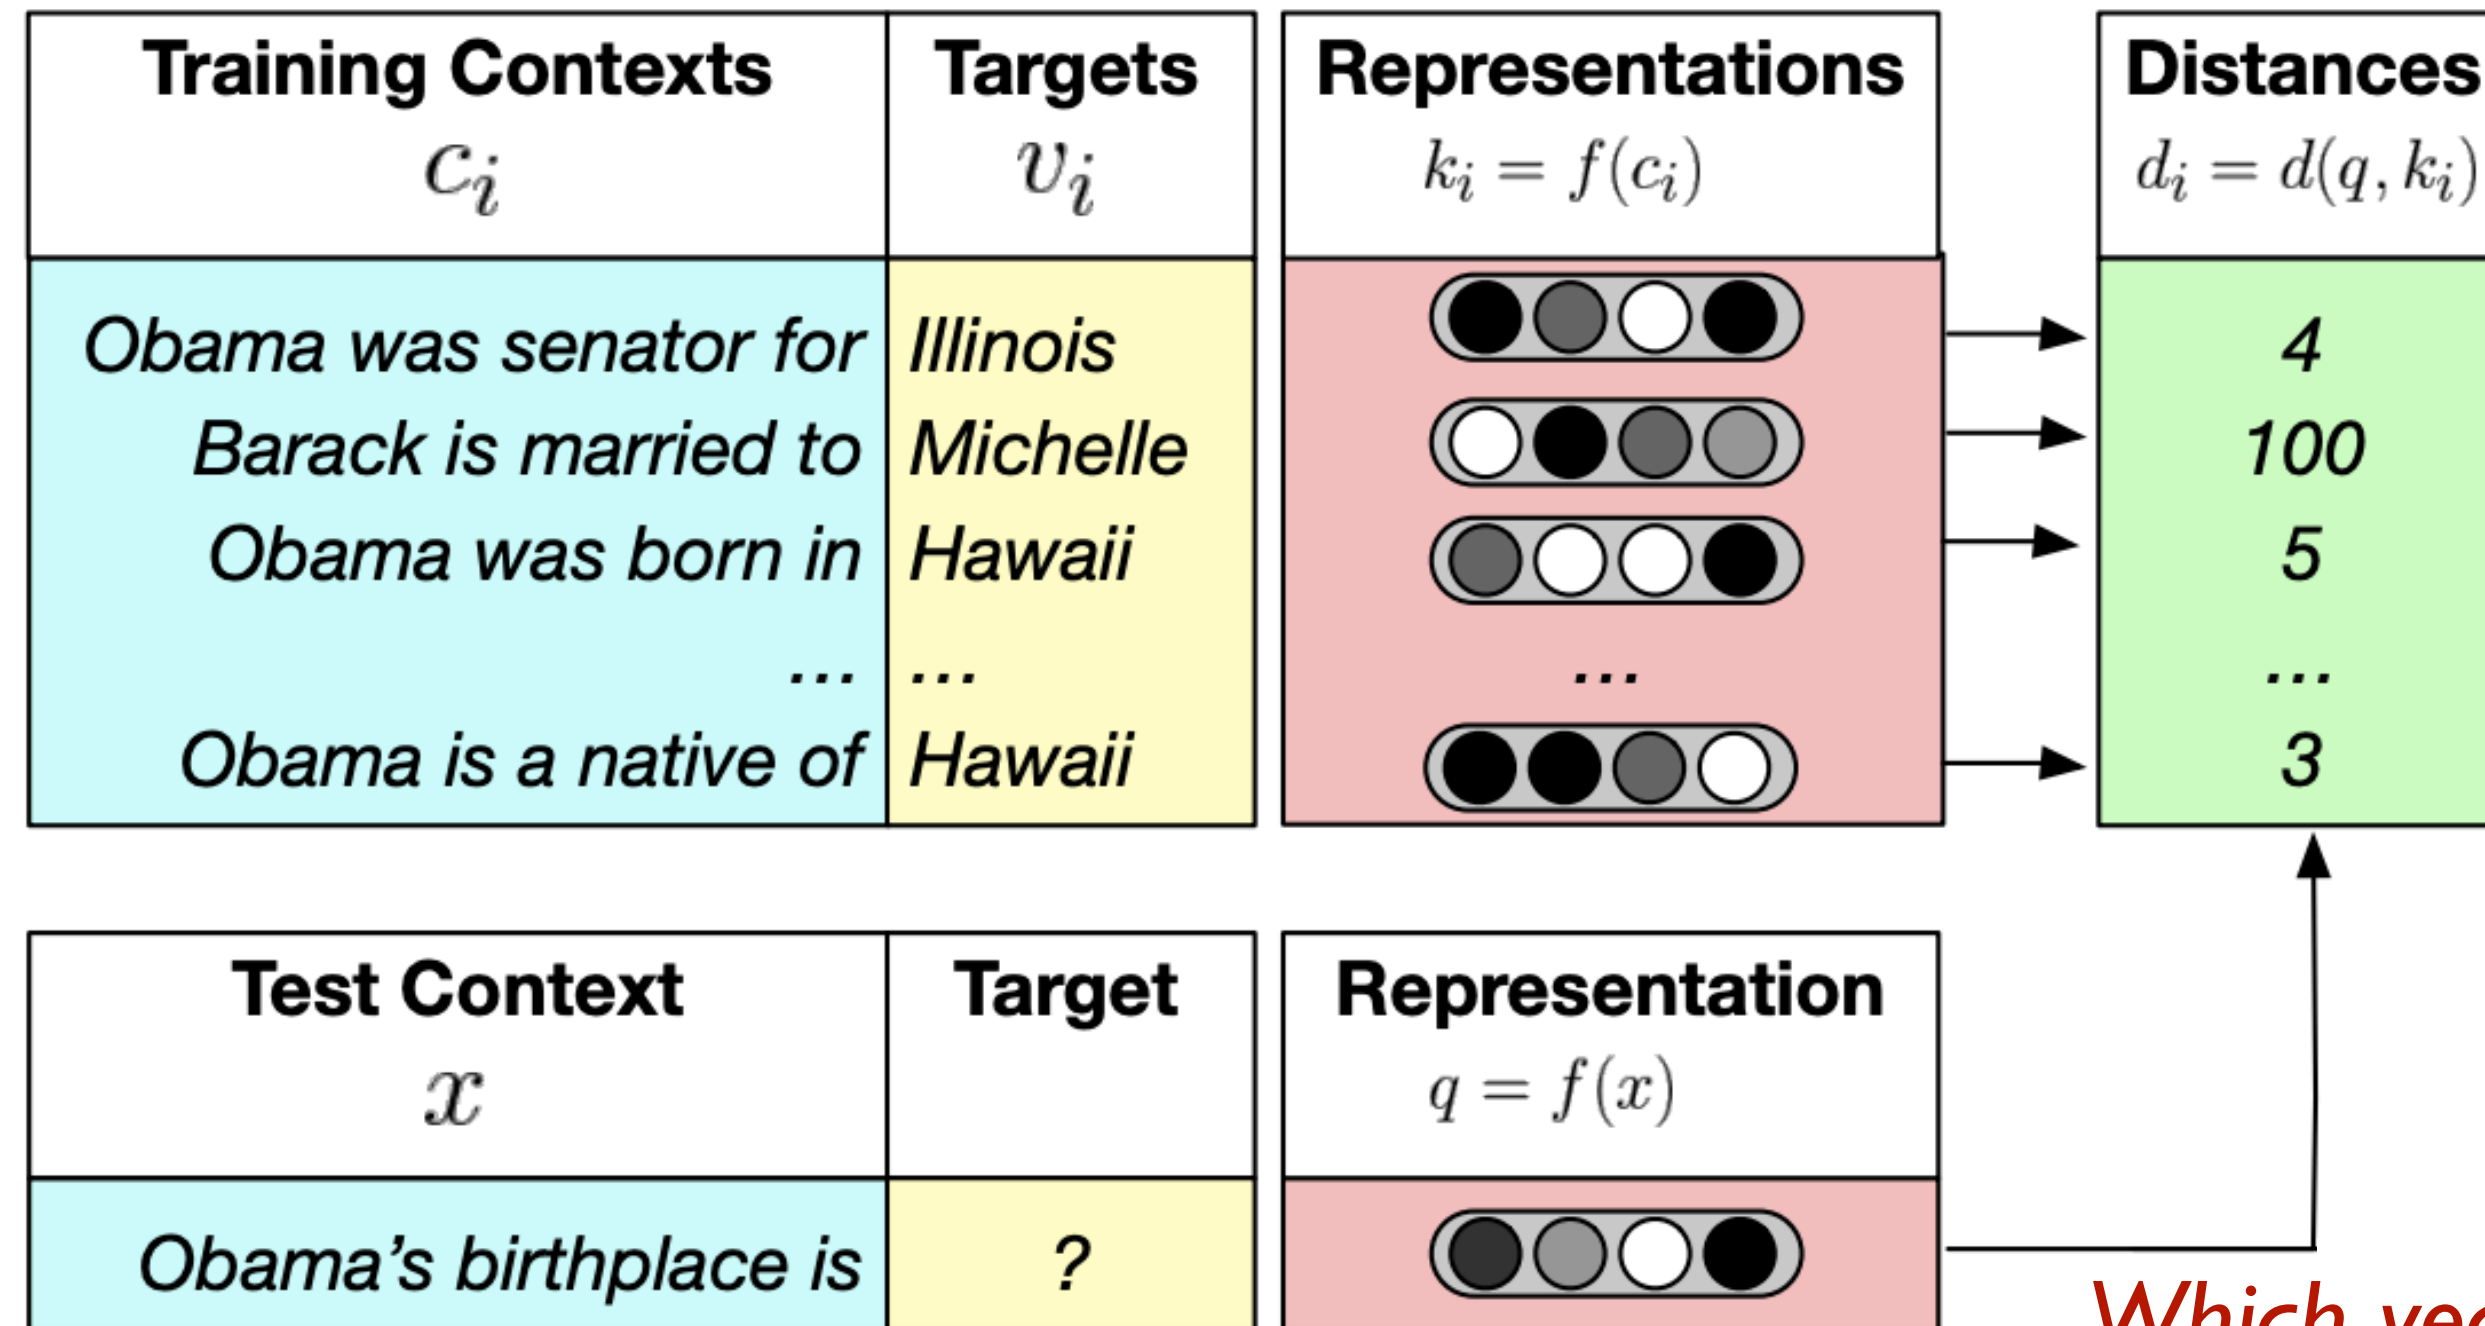 Training Contexts Targets Representations Distances
c_i v_i k_i = f(c_i) d_i = d(q, k_i)
Obama was senator for Illinois 4
Barack is married to Michelle 100
Obama was born in Hawaii 5
... ... ... ...
Obama is a native of Hawaii 3
Test Context Target Representation
x q = f(x)
Obama's birthplace is ?
Which